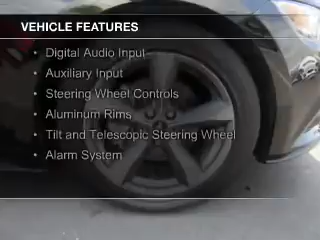 VEHICLE FEATURES
• Digital Audio Input
• Auxiliary Input
• Steering Wheel Controls
• Aluminum Rims
• Tilt and Telescopic Steering Wheel
• Alarm System